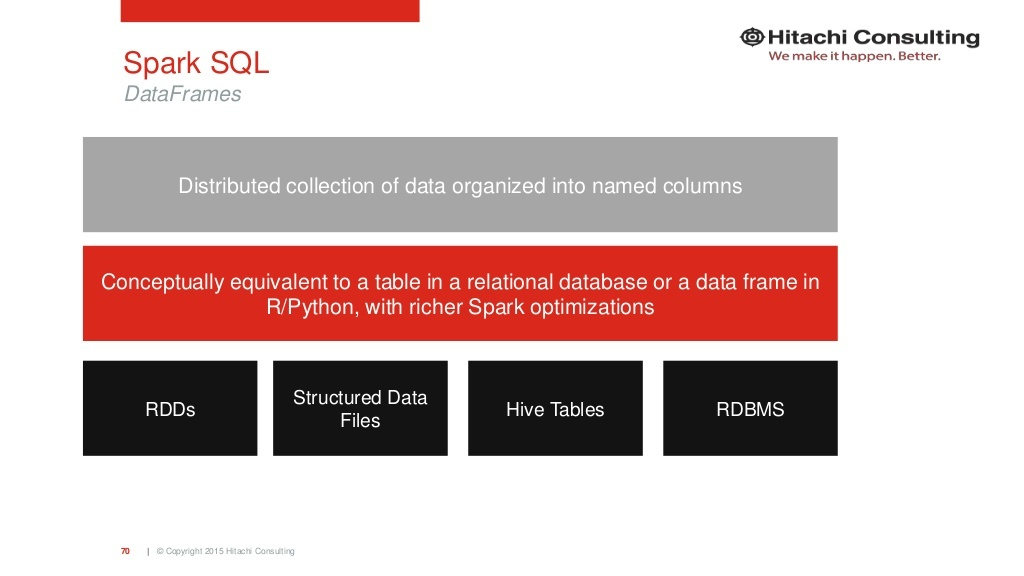 Hitachi Consulting
We make it happen. Better.
Spark SQL
DataFrames
Distributed collection of data organized into named columns
Conceptually equivalent to a table in a relational database or a data frame in
R/Python, with richer Spark optimizations
RDDs
Structured Data
Files
Hive Tables
RDBMS
70 | © Copyright 2015 Hitachi Consulting